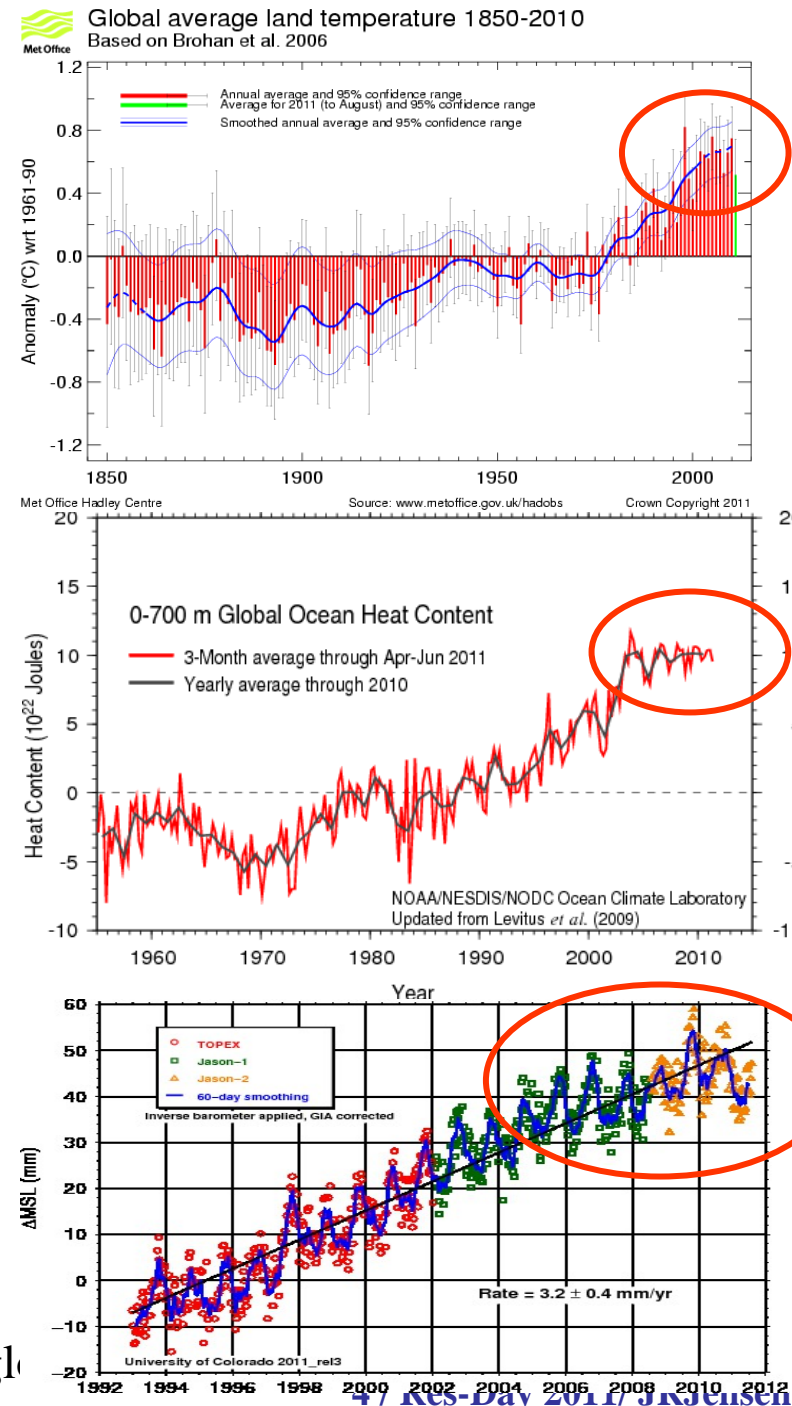 Met Office
Global average land temperature 1850-2010
Based on Brohan et al. 2006
1.2
0.8
0.4
0.0
-0.4
-0.8
-1.2
Anomaly (°C) wrt 1961-90
Annual average and 95% confidence range
Average for 2011 (to August) and 95% confidence range
Smoothed annual average and 95% confidence range
1850 1900 1950 2000
Met Office Hadley Centre Source: www.metoffice.gov.uk/hadobs Crown Copyright 2011
20
15
10
5
0
-5
-10
Heat Content (10²² Joules)
0-700 m Global Ocean Heat Content
3-Month average through Apr-Jun 2011
Yearly average through 2010
NOAA/NESDIS/NODC Ocean Climate Laboratory
Updated from Levitus et al. (2009)
1960 1970 1980 1990 2000 2010
Year
60
50
40
30
20
10
0
-10
-20
ΔMSL (mm)
TOPEX
Jason-1
Jason-2
60-day smoothing
Inverse barometer applied, GIA corrected
Rate = 3.2 ± 0.4 mm/yr
University of Colorado 2011_rel3
1992 1994 1996 1998 2000 2002 2004 2006 2008 2010 2012
Res-Day 2011/ JRJensen